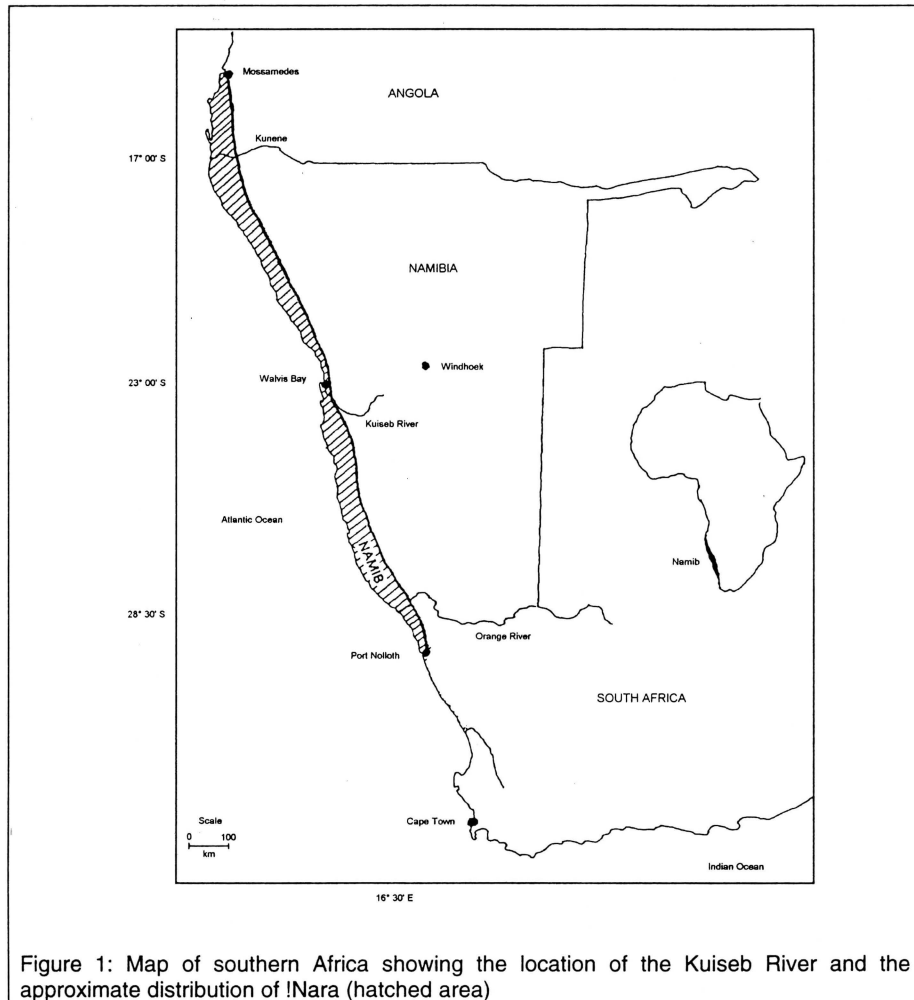 Mossamedes
ANGOLA
Kunene
17° 00' S
NAMIBIA
Windhoek
Walvis Bay
23° 00' S
Kuiseb River
Atlantic Ocean
NAMIB
Namib
28° 30' S
Orange River
Port Nolloth
SOUTH AFRICA
Scale
0 100
km
Cape Town
Indian Ocean
16° 30' E
Figure 1: Map of southern Africa showing the location of the Kuiseb River and the
approximate distribution of !Nara (hatched area)